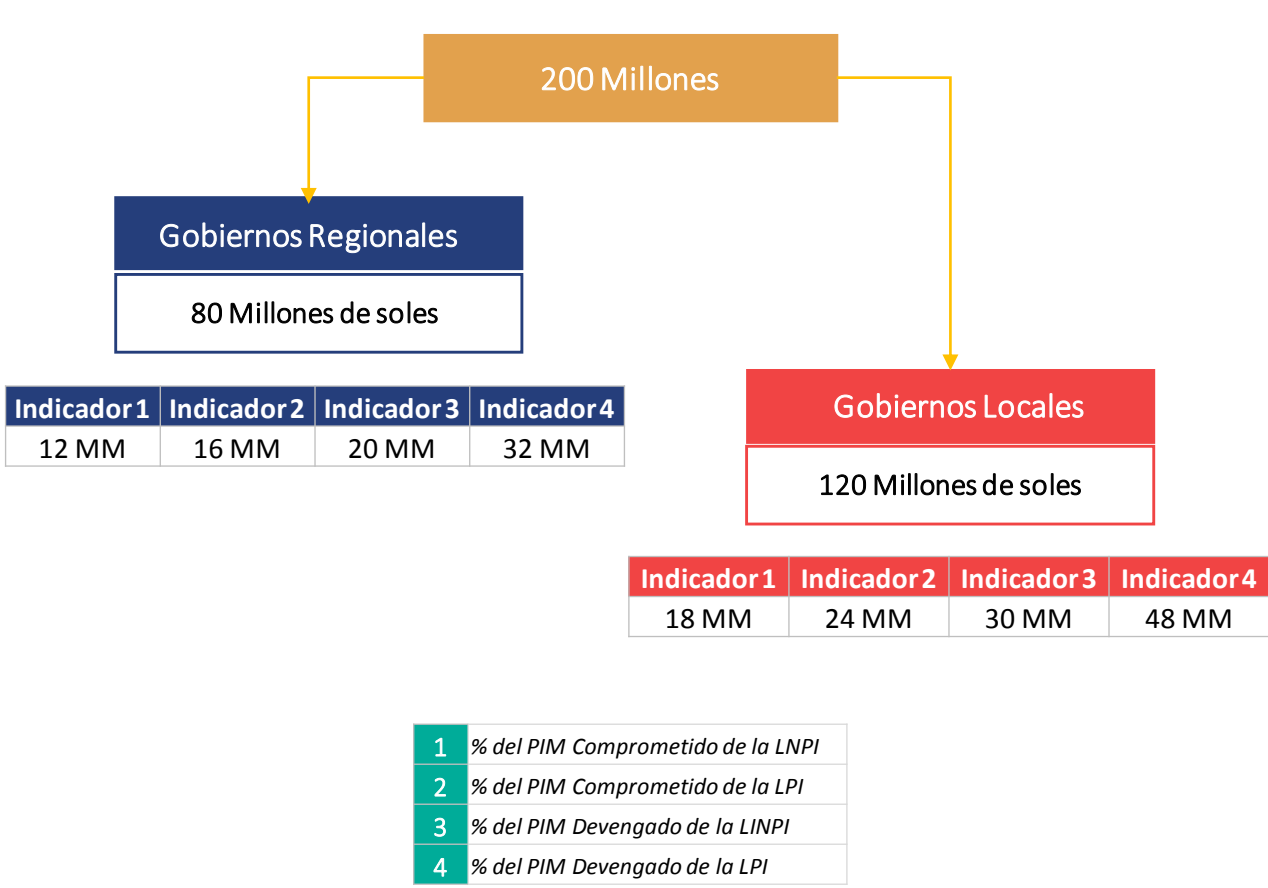 200 Millones
Gobiernos Regionales
80 Millones de soles
Indicador 1 Indicador 2 Indicador 3 Indicador 4
12 MM 16 MM 20 MM 32 MM
Gobiernos Locales
120 Millones de soles
Indicador 1 Indicador 2 Indicador 3 Indicador 4
18 MM 24 MM 30 MM 48 MM
1 % del PIM Comprometido de la LNPI
2 % del PIM Comprometido de la LPI
3 % del PIM Devengado de la LINPI
4 % del PIM Devengado de la LPI